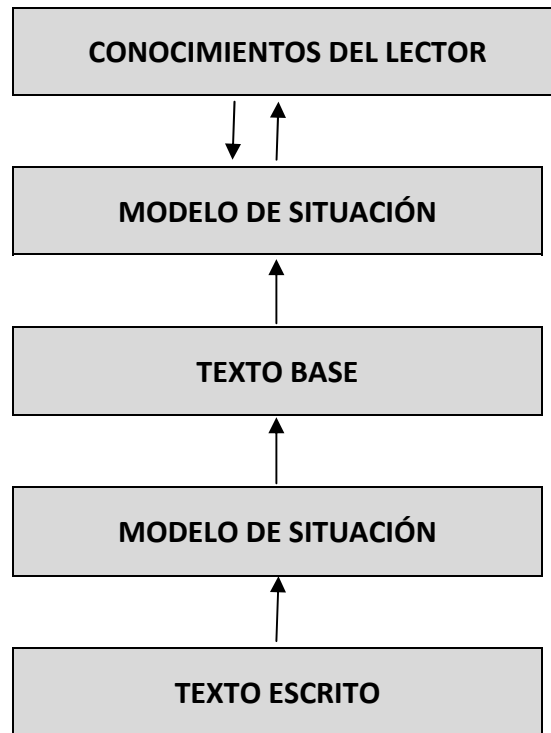 CONOCIMIENTOS DEL LECTOR
MODELO DE SITUACIÓN
TEXTO BASE
MODELO DE SITUACIÓN
TEXTO ESCRITO